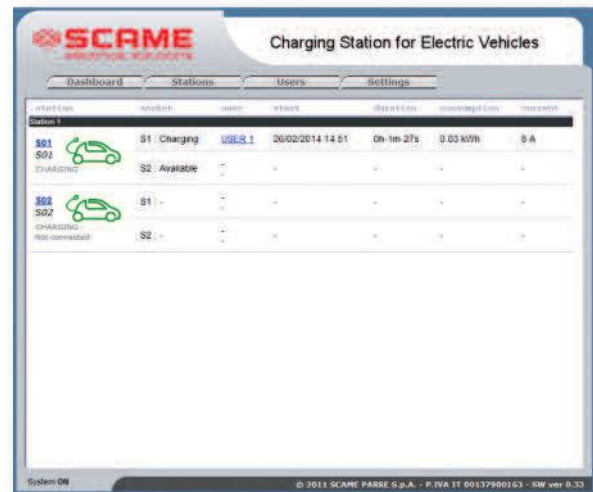 SCAME
Charging Station for Electric Vehicles
Dashboard Stations Users Settings
station socket user start duration consumption current
Station 1
S01 S1 : Charging USER 1 26/02/2014 14:51 0h-1m-27s 0.03 kWh 8 A
S01
CHARGING S2 : Available - - - - -
S02 S1 : - - - - - -
S02
CHARGING S2 : - - - - - -
Not connected
System ON © 2011 SCAME PARRE S.p.A. - P.IVA IT 00137900163 - SW ver 0.33